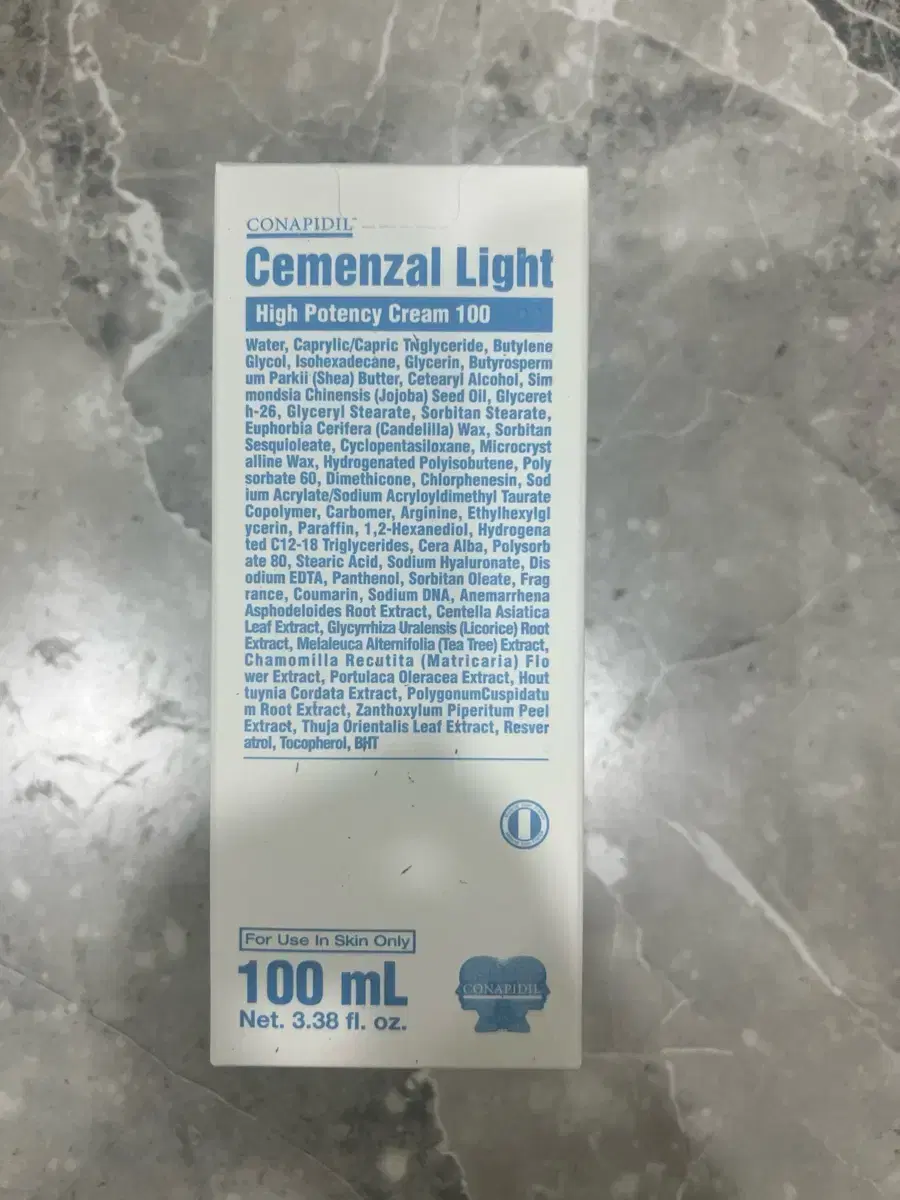 CONAPIDIL™
Cemenzal Light
High Potency Cream 100
Water, Caprylic/Capric Triglyceride, Butylene
Glycol, Isohexadecane, Glycerin, Butyrosperm
um Parkii (Shea) Butter, Cetearyl Alcohol, Sim
mondsia Chinensis (Jojoba) Seed Oil, Glyceret
h-26, Glyceryl Stearate, Sorbitan Stearate,
Euphorbia Cerifera (Candelilla) Wax, Sorbitan
Sesquioleate, Cyclopentasiloxane, Microcryst
alline Wax, Hydrogenated Polyisobutene, Poly
sorbate 60, Dimethicone, Chlorphenesin, Sod
ium Acrylate/Sodium Acryloyldimethyl Taurate
Copolymer, Carbomer, Arginine, Ethylhexylgl
ycerin, Paraffin, 1,2-Hexanediol, Hydrogena
ted C12-18 Triglycerides, Cera Alba, Polysorb
ate 80, Stearic Acid, Sodium Hyaluronate, Dis
odium EDTA, Panthenol, Sorbitan Oleate, Frag
rance, Coumarin, Sodium DNA, Anemarrhena
Asphodeloides Root Extract, Centella Asiatica
Leaf Extract, Glycyrrhiza Uralensis (Licorice) Root
Extract, Melaleuca Alternifolia (Tea Tree) Extract,
Chamomilla Recutita (Matricaria) Flo
wer Extract, Portulaca Oleracea Extract, Hout
tuynia Cordata Extract, PolygonumCuspidatu
m Root Extract, Zanthoxylum Piperitum Peel
Extract, Thuja Orientalis Leaf Extract, Resver
atrol, Tocopherol, BHT
For Use In Skin Only
100 mL
Net. 3.38 fl. oz.
CONAPIDIL